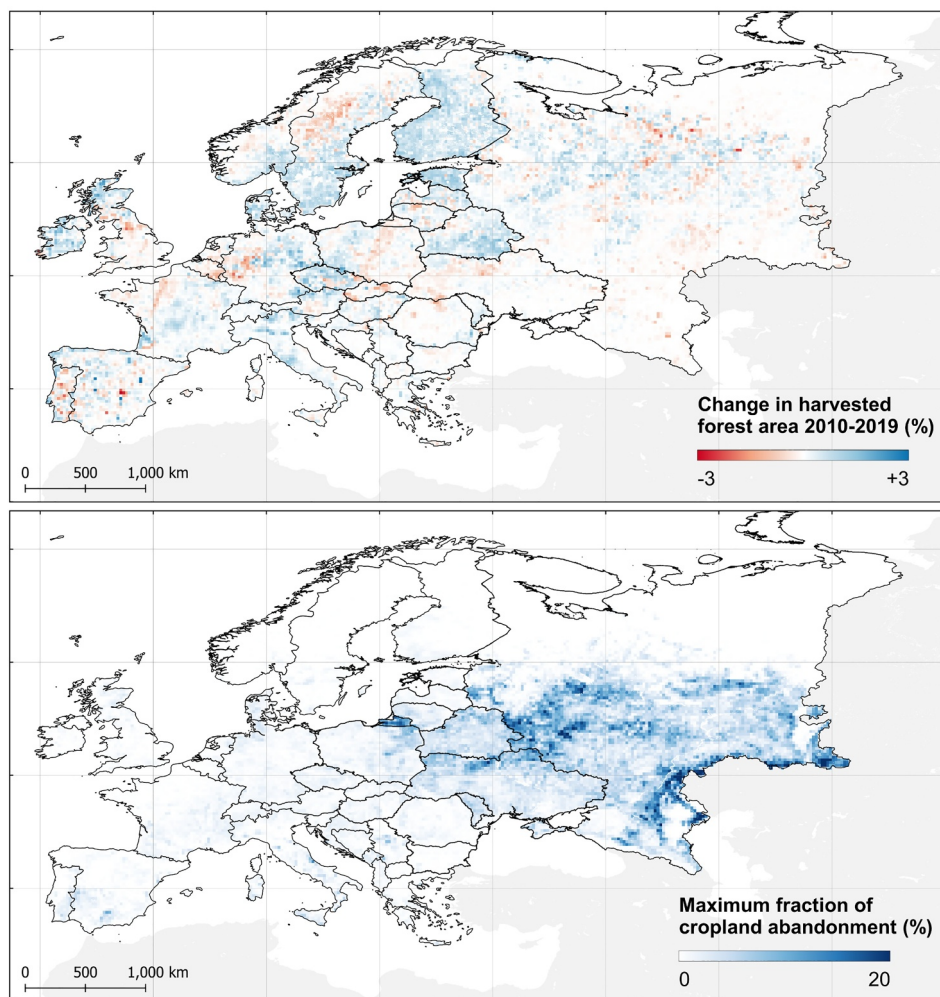 Change in harvested
forest area 2010-2019 (%)
-3 +3
0 500 1,000 km
Maximum fraction of
cropland abandonment (%)
0 20
0 500 1,000 km